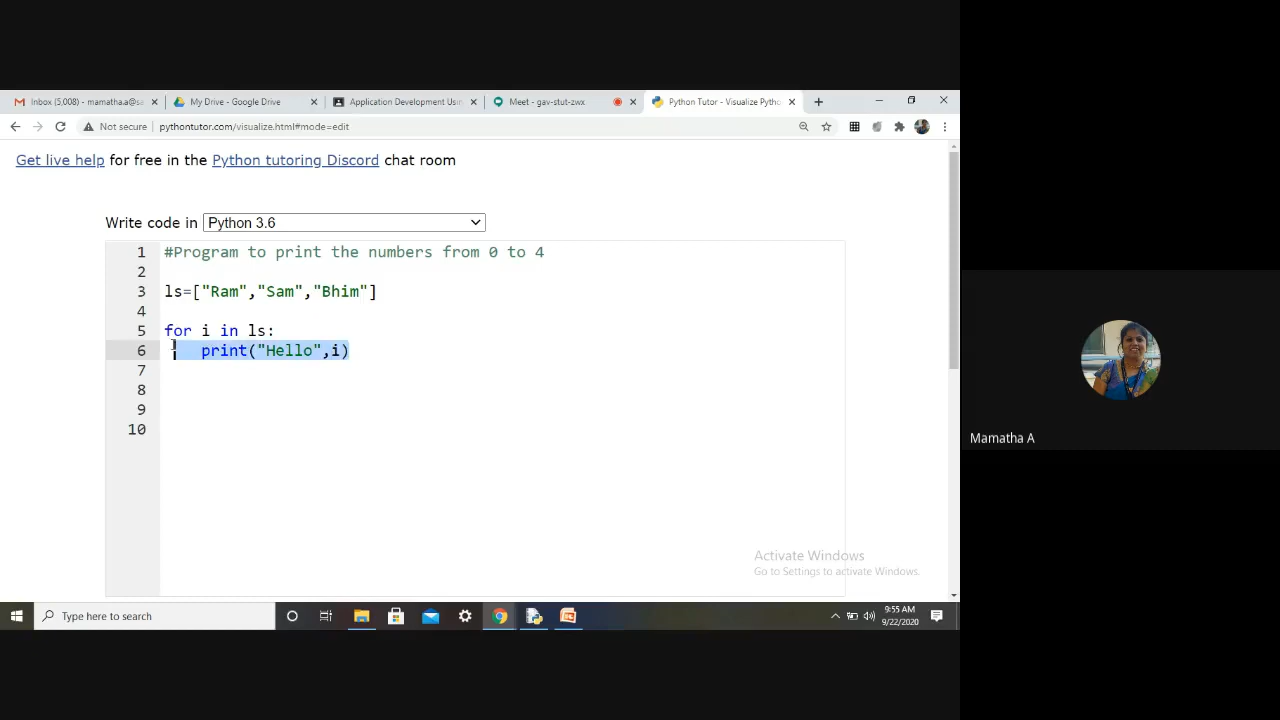 Inbox (5,008) - mamatha.a@sa
My Drive - Google Drive
Application Development Usin
Meet - gav-stut-zwx
Python Tutor - Visualize Pytho
Not secure
pythontutor.com/visualize.html#mode=edit
Get live help for free in the Python tutoring Discord chat room
Write code in Python 3.6
1 #Program to print the numbers from 0 to 4
2
3 ls=["Ram","Sam","Bhim"]
4
5 for i in ls:
6 print("Hello",i)
7
8
9
10
Mamatha A
Activate Windows
Go to Settings to activate Windows.
Type here to search
9:55 AM
9/22/2020